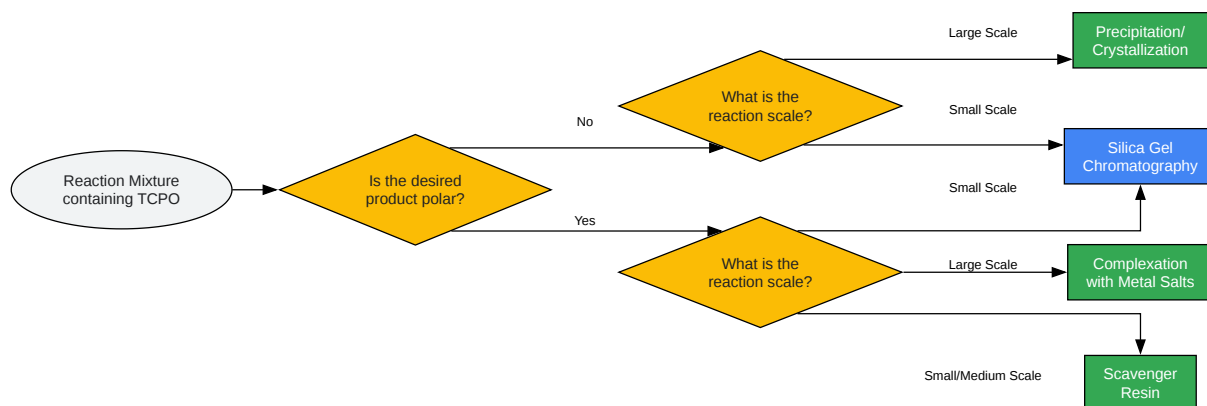 Reaction Mixture
containing TCPO
Is the desired
product polar?
No
Yes
What is the
reaction scale?
Large Scale
Small Scale
Precipitation/
Crystallization
Silica Gel
Chromatography
What is the
reaction scale?
Small Scale
Large Scale
Small/Medium Scale
Complexation
with Metal Salts
Scavenger
Resin